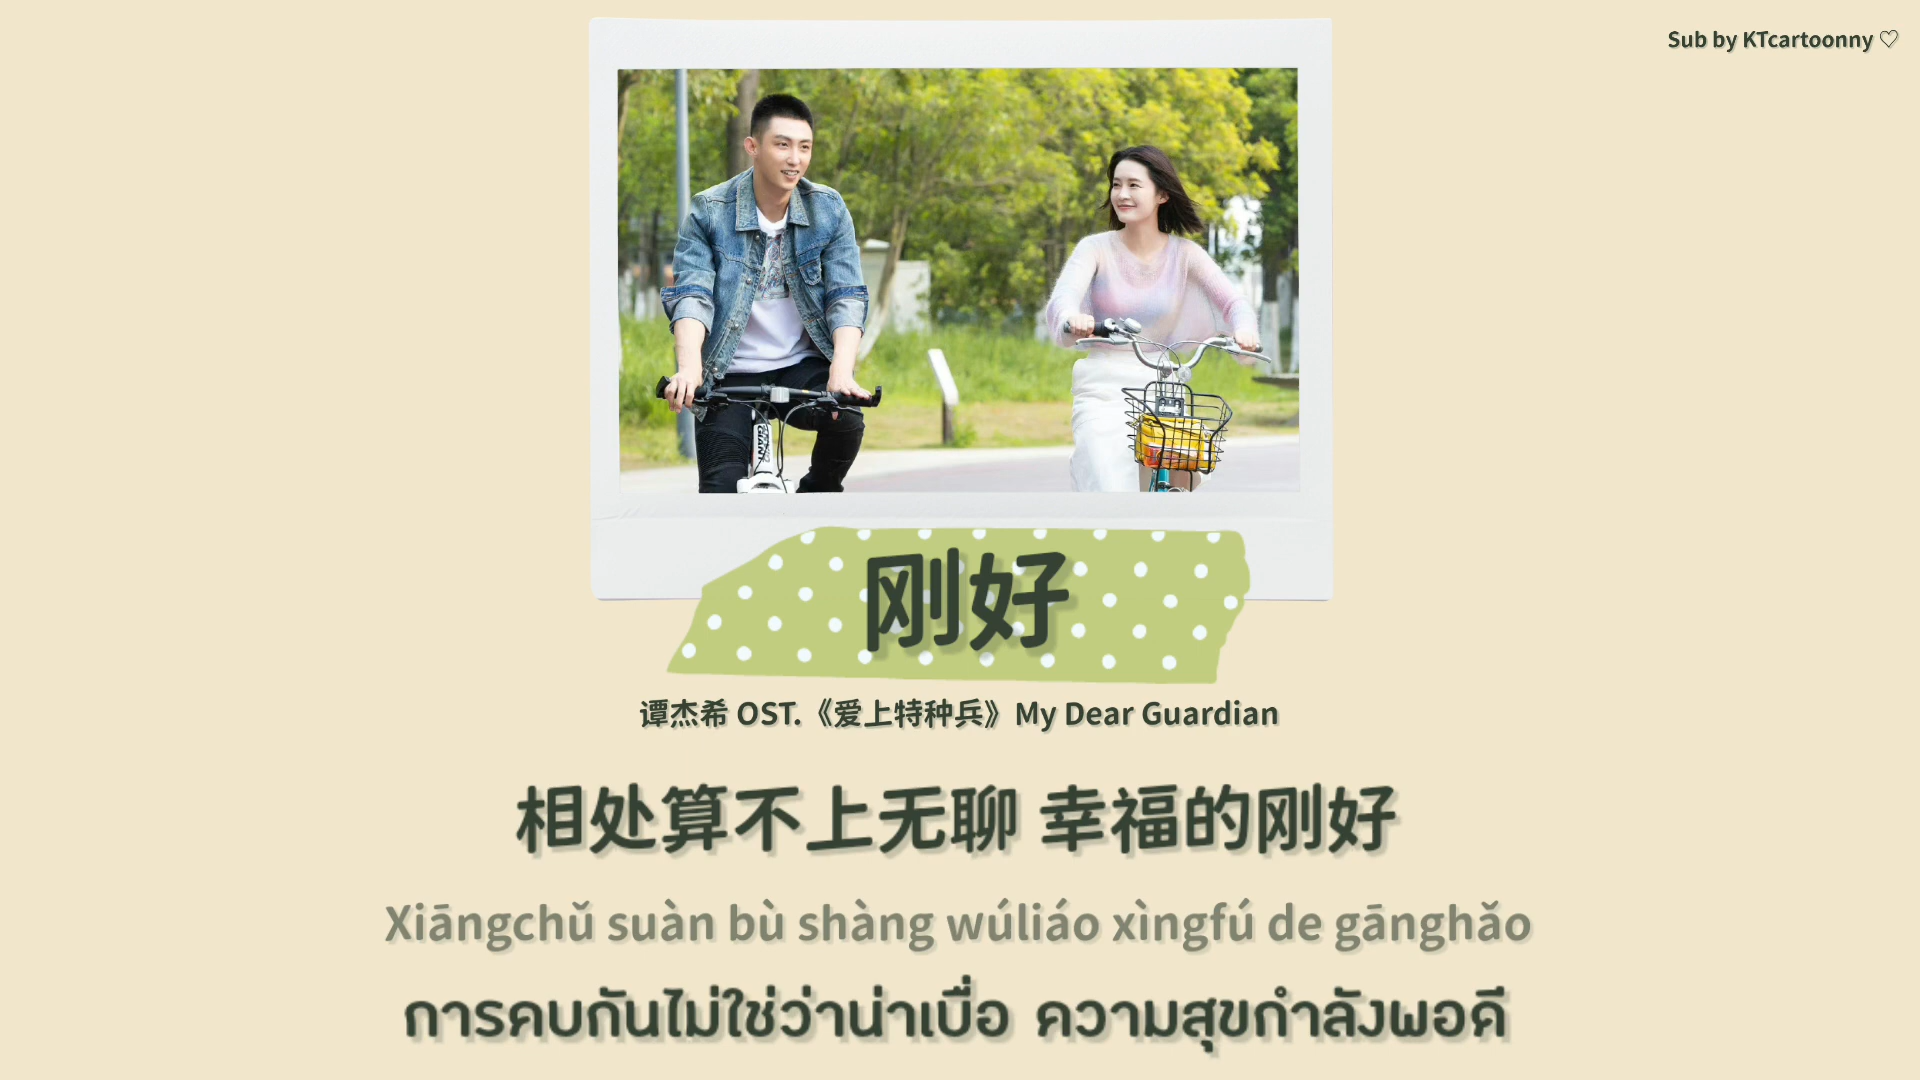 Sub by KTcartoonny ♡
GIANT
刚好
谭杰希 OST.《爱上特种兵》My Dear Guardian
相处算不上无聊 幸福的刚好
Xiāngchǔ suàn bù shàng wúliáo xìngfú de gānghǎo
การคบกันไม่ใช่ว่าน่าเบื่อ ความสุขกำลังพอดี